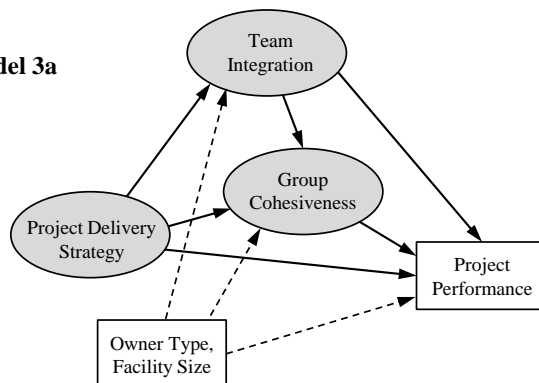 del 3a
Team
Integration
Group
Cohesiveness
Project Delivery
Strategy
Project
Performance
Owner Type,
Facility Size